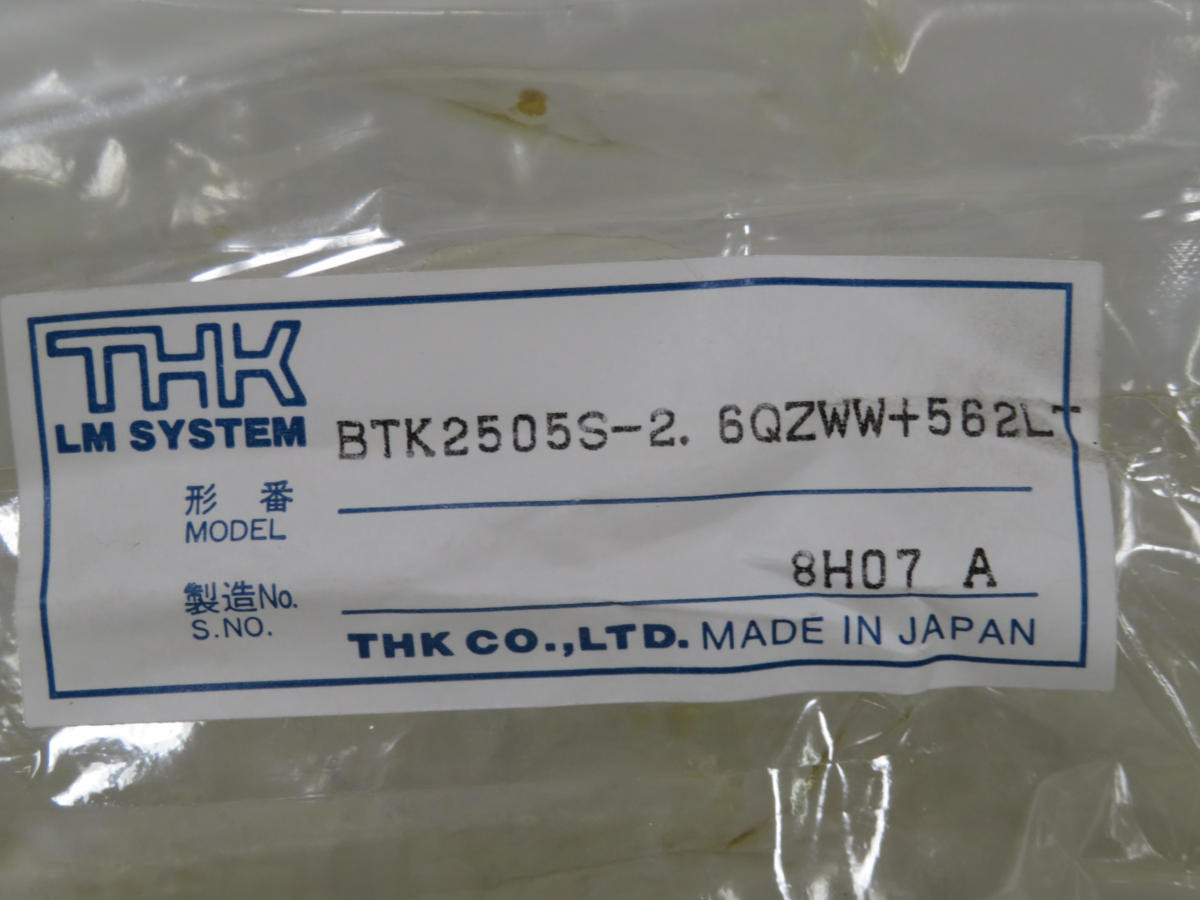 THK
LM SYSTEM
BTK2505S-2. 6QZWW+562LT
形 番
MODEL
8H07 A
製造No.
S.NO.
THK CO.,LTD. MADE IN JAPAN